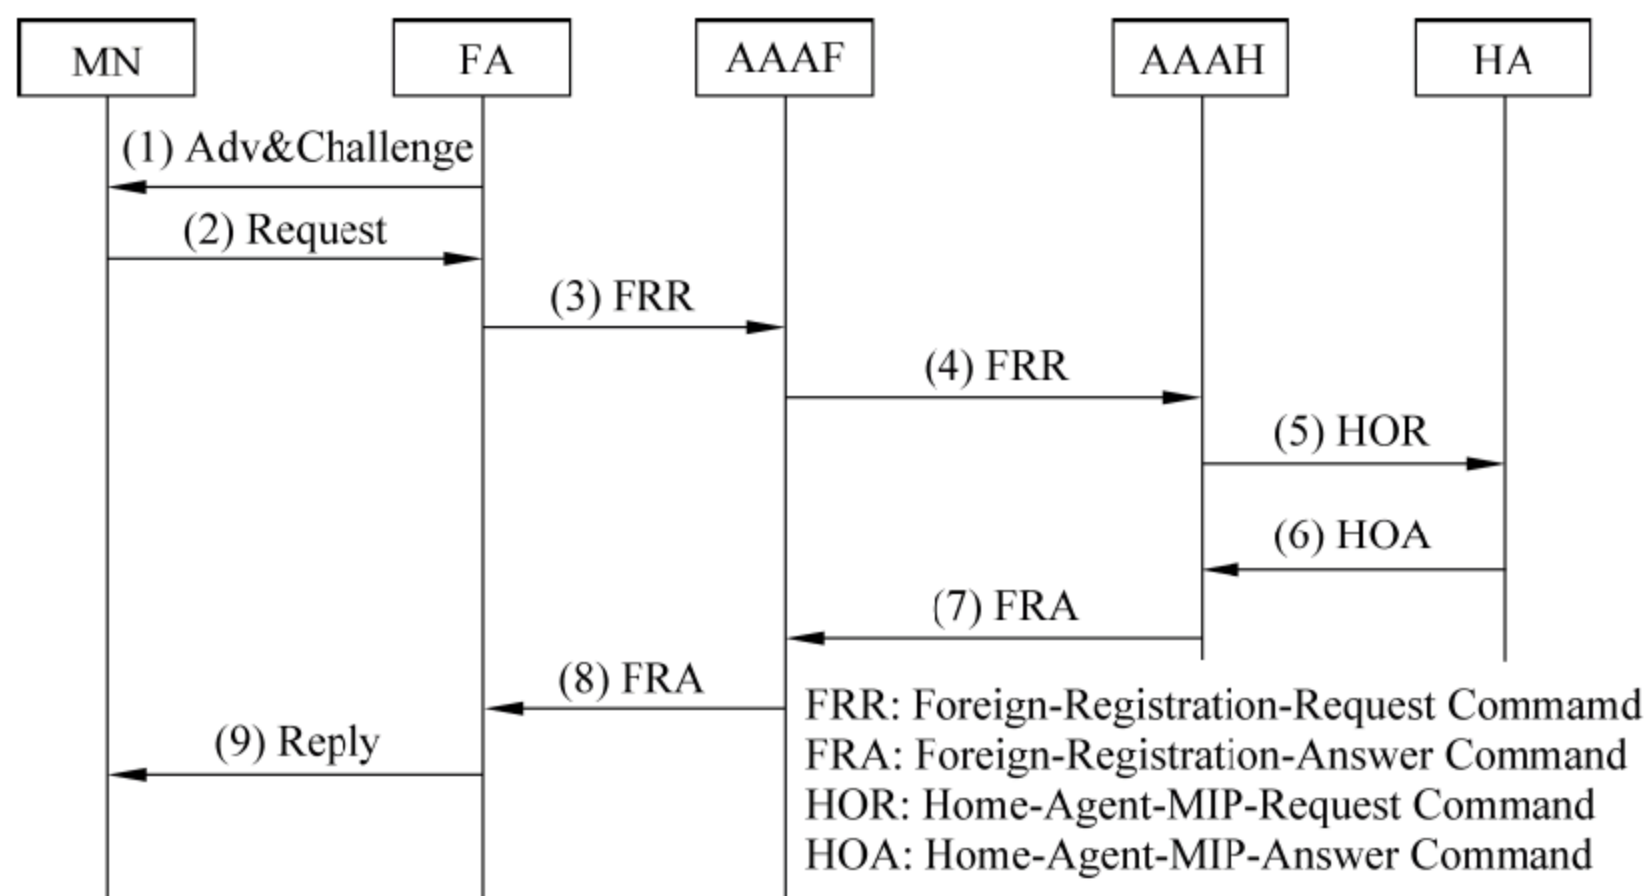 MN
FA
AAAF
AAAH
HA
(1) Adv&Challenge
(2) Request
(3) FRR
(4) FRR
(5) HOR
(6) HOA
(7) FRA
(8) FRA
(9) Reply
FRR: Foreign-Registration-Request Commamd
FRA: Foreign-Registration-Answer Command
HOR: Home-Agent-MIP-Request Command
HOA: Home-Agent-MIP-Answer Command